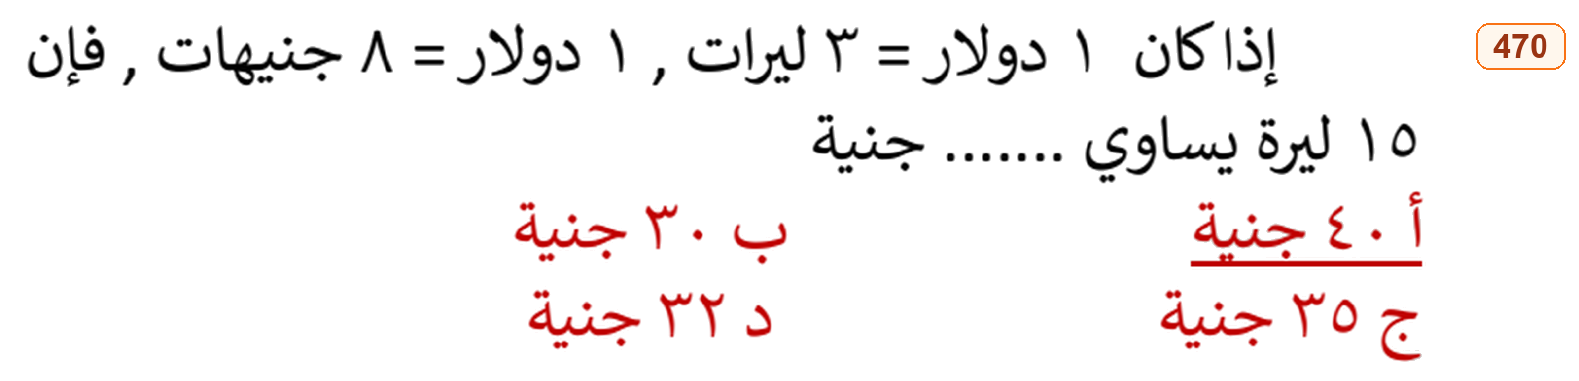 470
إذا كان ١ دولار = ٣ ليرات , ١ دولار = ٨ جنيهات , فإن
١٥ ليرة يساوي ....... جنية
أ ٤٠ جنية ب ٣٠ جنية
ج ٣٥ جنية د ٣٢ جنية